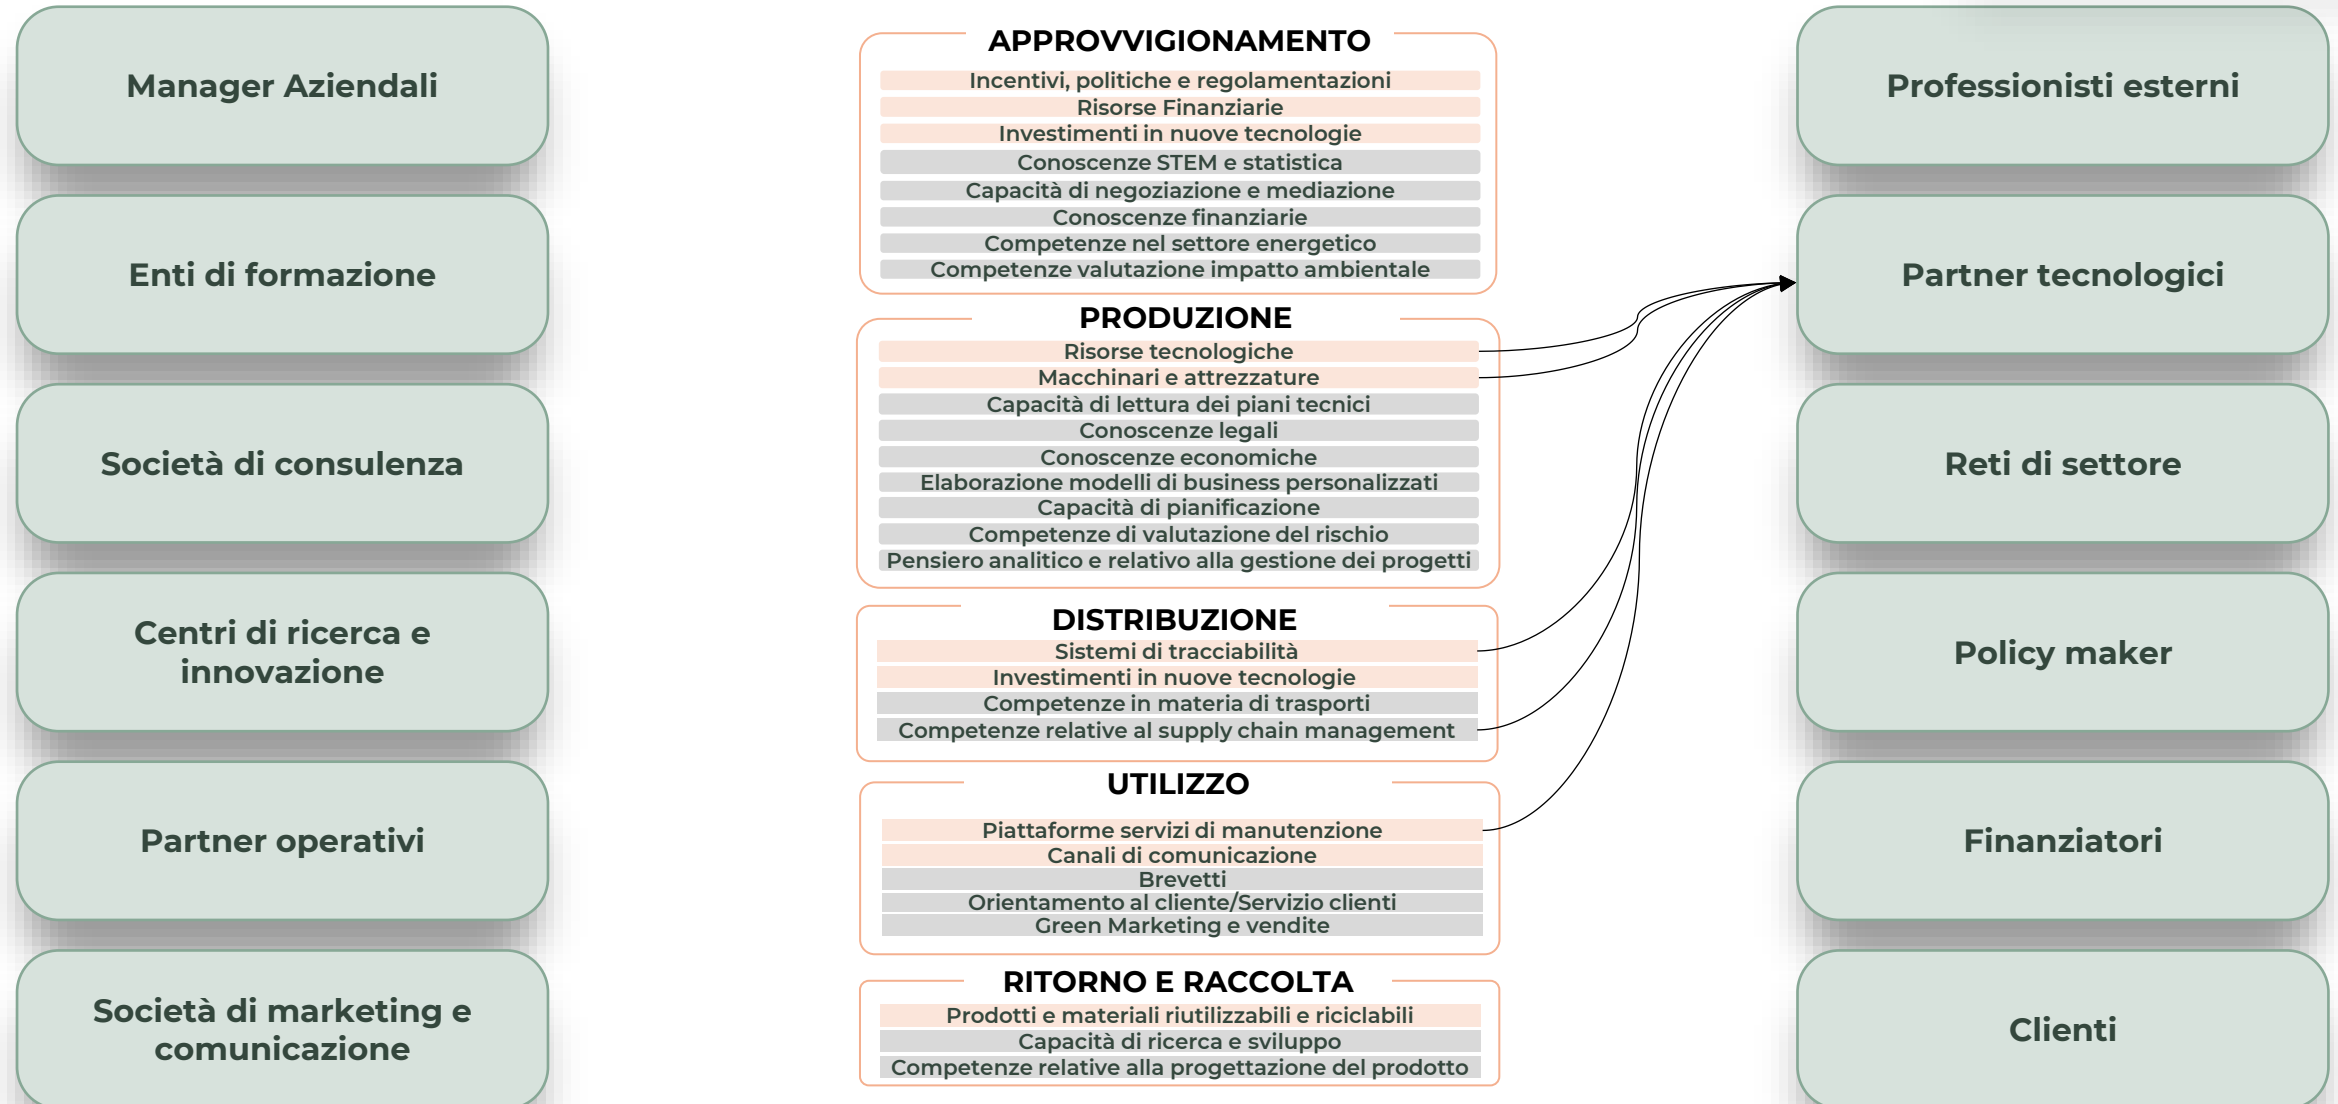 Manager Aziendali
Enti di formazione
Società di consulenza
Centri di ricerca e
innovazione
Partner operativi
Società di marketing e
comunicazione
APPROVVIGIONAMENTO
Incentivi, politiche e regolamentazioni
Risorse Finanziarie
Investimenti in nuove tecnologie
Conoscenze STEM e statistica
Capacità di negoziazione e mediazione
Conoscenze finanziarie
Competenze nel settore energetico
Competenze valutazione impatto ambientale
PRODUZIONE
Risorse tecnologiche
Macchinari e attrezzature
Capacità di lettura dei piani tecnici
Conoscenze legali
Conoscenze economiche
Elaborazione modelli di business personalizzati
Capacità di pianificazione
Competenze di valutazione del rischio
Pensiero analitico e relativo alla gestione dei progetti
DISTRIBUZIONE
Sistemi di tracciabilità
Investimenti in nuove tecnologie
Competenze in materia di trasporti
Competenze relative al supply chain management
UTILIZZO
Piattaforme servizi di manutenzione
Canali di comunicazione
Brevetti
Orientamento al cliente/Servizio clienti
Green Marketing e vendite
RITORNO E RACCOLTA
Prodotti e materiali riutilizzabili e riciclabili
Capacità di ricerca e sviluppo
Competenze relative alla progettazione del prodotto
Professionisti esterni
Partner tecnologici
Reti di settore
Policy maker
Finanziatori
Clienti